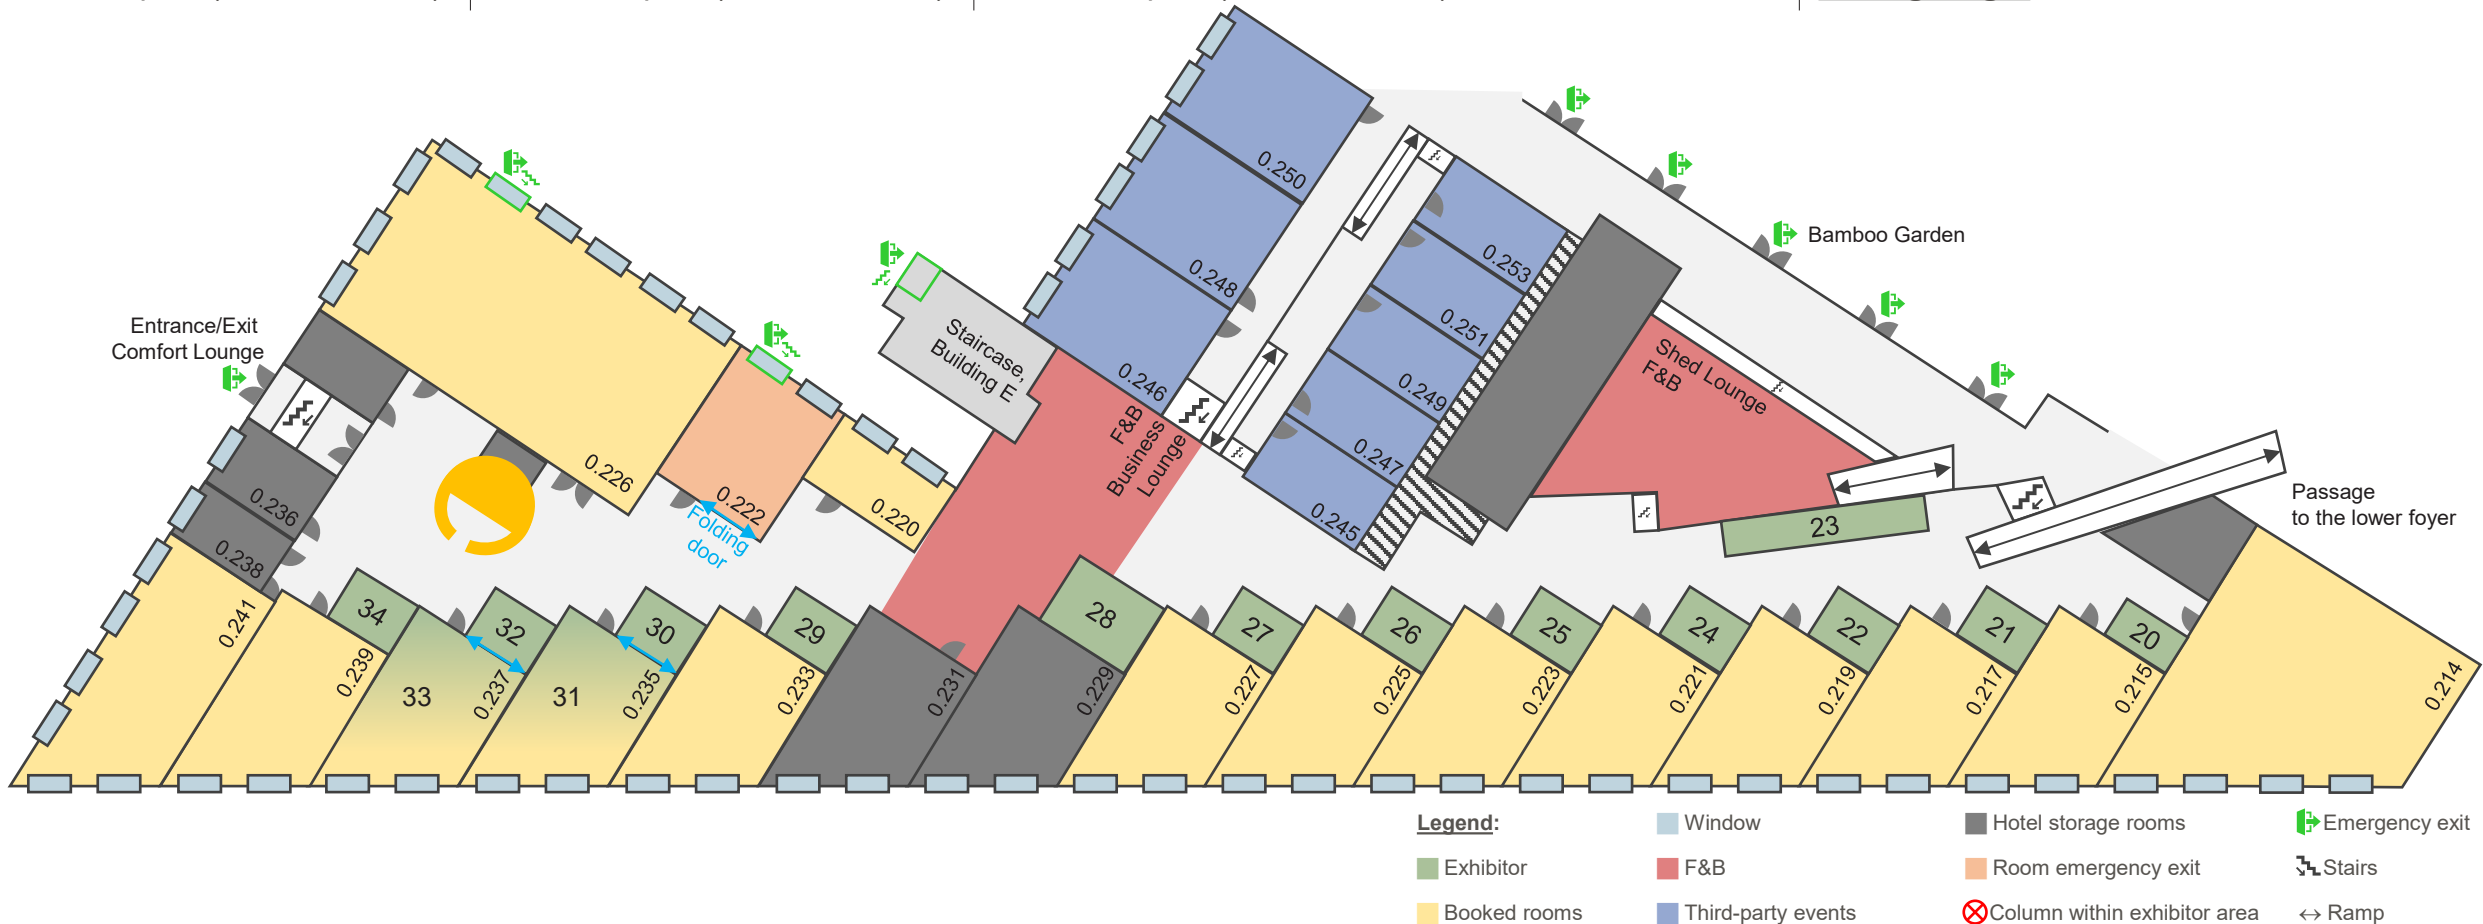 0.250
0.248
0.246
0.253
0.251
0.249
0.247
0.245
Bamboo Garden
Shed Lounge
F&B
Staircase,
Building E
F&B
Business
Lounge
Entrance/Exit
Comfort Lounge
0.226
0.222
Folding
door
0.220
0.236
0.238
23
Passage
to the lower foyer
34
32
30
29
28
27
26
25
24
22
21
20
33
31
0.241
0.239
0.237
0.235
0.233
0.231
0.229
0.227
0.225
0.223
0.221
0.219
0.217
0.215
0.214
Legend:
Window
Hotel storage rooms
Emergency exit
Exhibitor
F&B
Room emergency exit
Stairs
Booked rooms
Third-party events
Column within exhibitor area
Ramp